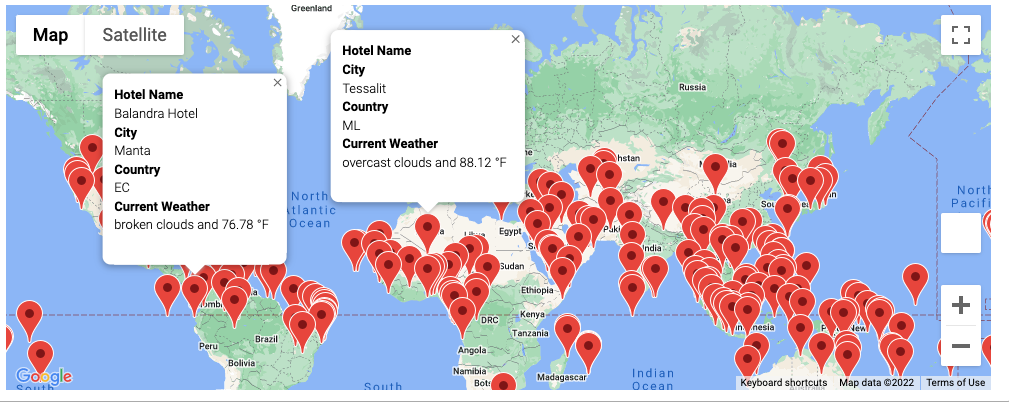 Map
Satellite
Greenland
Russia
Hotel Name
Balandra Hotel
City
Manta
Country
EC
Current Weather
broken clouds and 76.78 °F
Hotel Name
City
Tessalit
Country
ML
Current Weather
overcast clouds and 88.12 °F
North
Atlantic
Ocean
North
Egypt
India
Sudan
Ethiopia
Kenya
DRC
Tanzania
Brazil
Peru
Bolivia
Angola
Namibia
Madagascar
Indian
Ocean
South
South
Google
Keyboard shortcuts
Map data ©2022
Terms of Use